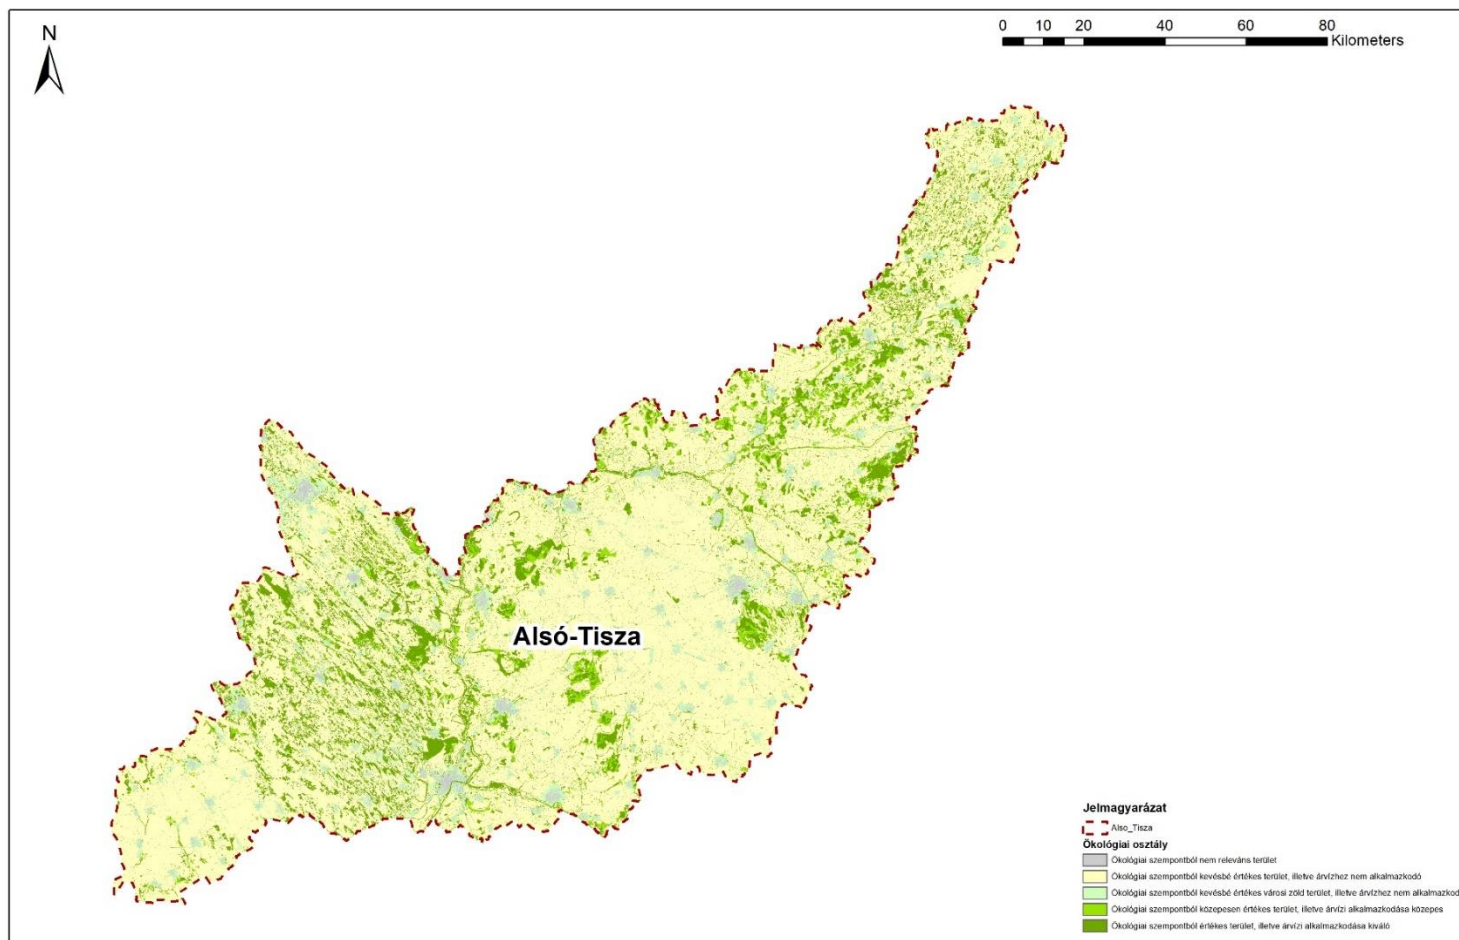 N
0 10 20 40 60 80
Kilometers
Alsó-Tisza
Jelmagyarázat
Also_Tisza
Ökológiai osztály
Ökológiai szempontból nem releváns terület
Ökológiai szempontból kevésbé értékes terület, illetve árvízhez nem alkalmazkodó
Ökológiai szempontból kevésbé értékes városi zöld terület, illetve árvízhez nem alkalmazkod
Ökológiai szempontból közepesen értékes terület, illetve árvízi alkalmazkodása közepes
Ökológiai szempontból értékes terület, illetve árvízi alkalmazkodása kiváló